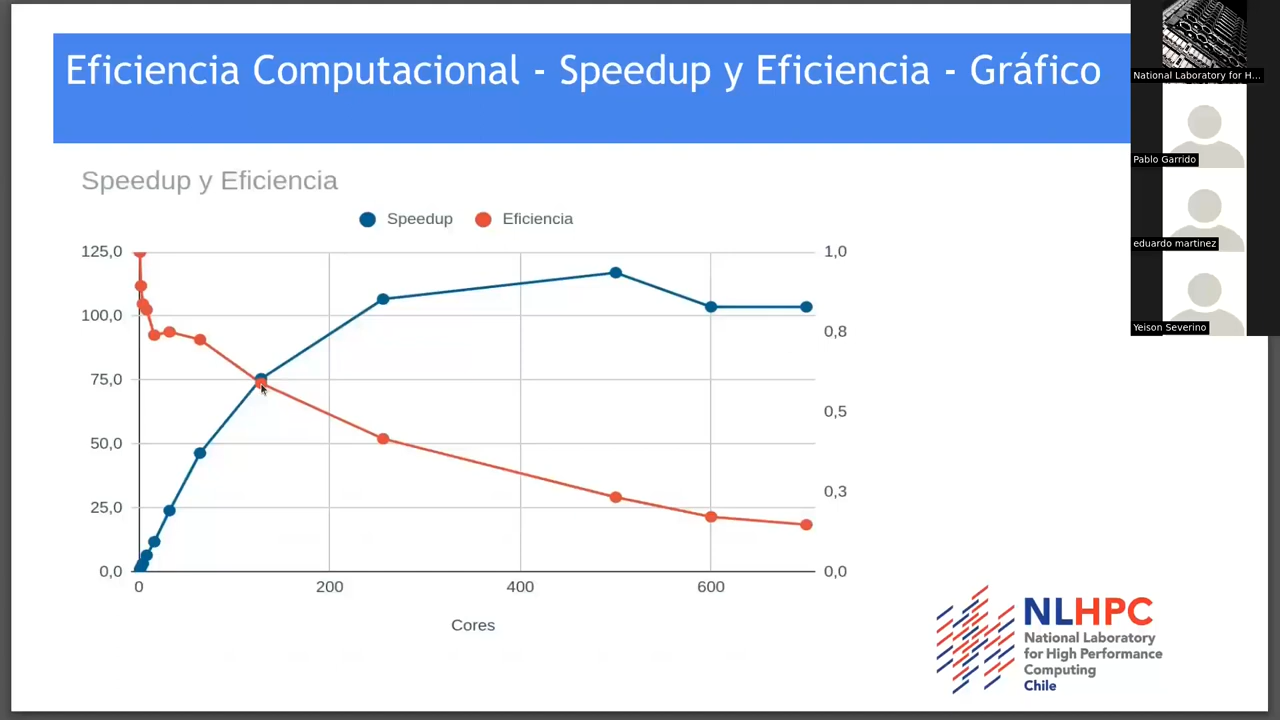 Eficiencia Computacional - Speedup y Eficiencia - Gráfico
Speedup y Eficiencia
Speedup
Eficiencia
125,0
100,0
75,0
50,0
25,0
0,0
1,0
0,8
0,5
0,3
0,0
0
200
400
600
Cores
NLHPC
National Laboratory
for High Performance
Computing
Chile
National Laboratory for H...
Pablo Garrido
eduardo martinez
Yeison Severino